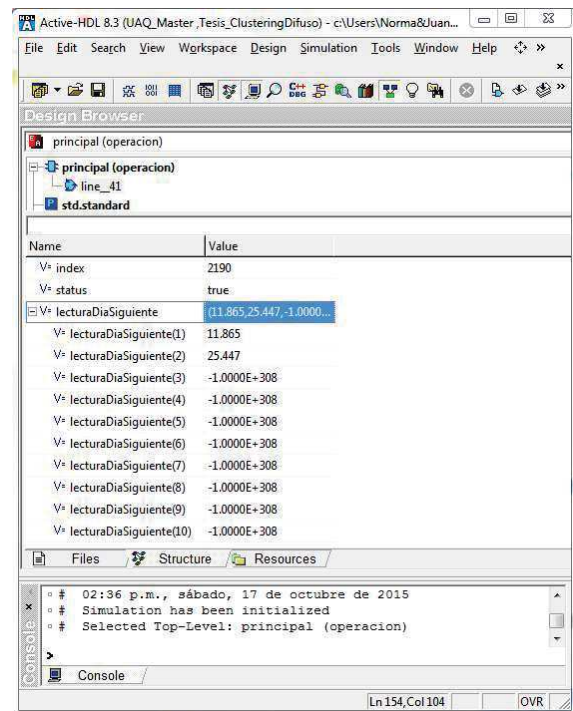 Active-HDL 8.3 (UAQ_Master ,Tesis_ClusteringDifuso) - c:\Users\Norma&Juan...
File Edit Search View Workspace Design Simulation Tools Window Help »
Design Browser
principal (operacion)
principal (operacion)
line__41
std.standard
Name Value
V= index 2190
V= status true
V= lecturaDiaSiguiente (11.865,25.447,-1.0000...
V= lecturaDiaSiguiente(1) 11.865
V= lecturaDiaSiguiente(2) 25.447
V= lecturaDiaSiguiente(3) -1.0000E+308
V= lecturaDiaSiguiente(4) -1.0000E+308
V= lecturaDiaSiguiente(5) -1.0000E+308
V= lecturaDiaSiguiente(6) -1.0000E+308
V= lecturaDiaSiguiente(7) -1.0000E+308
V= lecturaDiaSiguiente(8) -1.0000E+308
V= lecturaDiaSiguiente(9) -1.0000E+308
V= lecturaDiaSiguiente(10) -1.0000E+308
Files Structure Resources
# 02:36 p.m., sábado, 17 de octubre de 2015
# Simulation has been initialized
# Selected Top-Level: principal (operacion)
>
Console
Console
Ln 154,Col 104 OVR